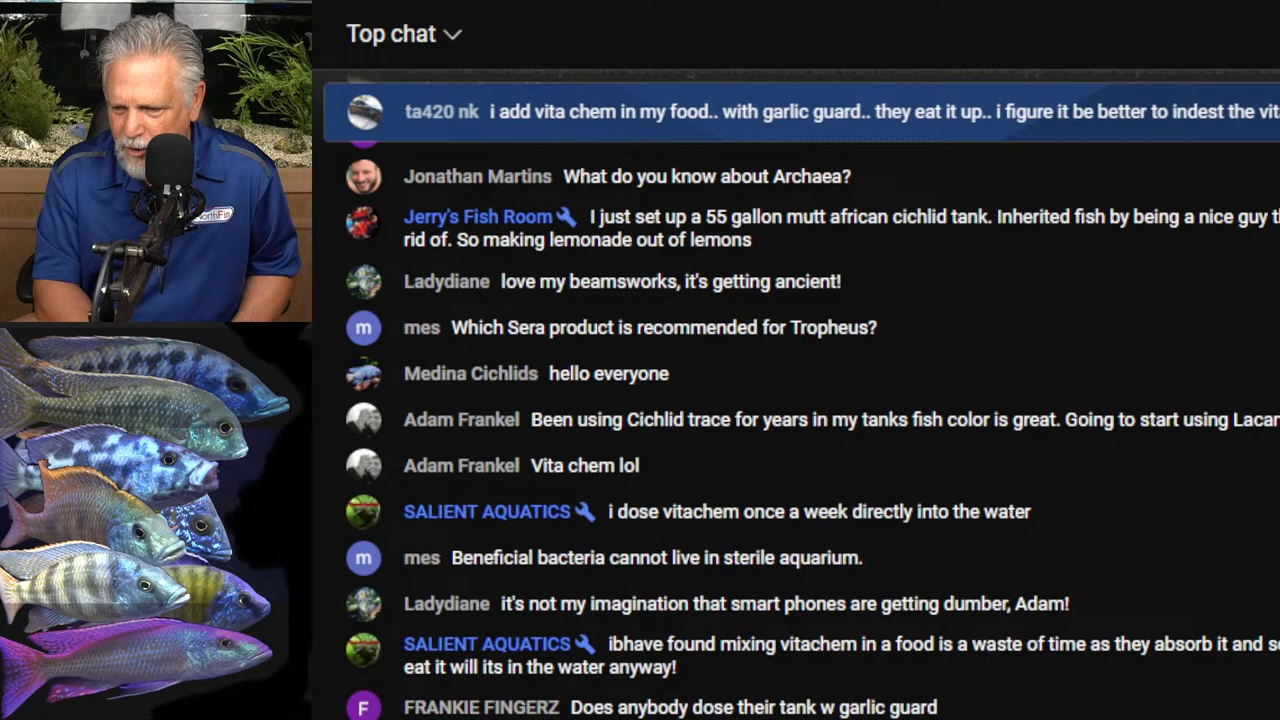 Top chat
ta420 nk i add vita chem in my food.. with garlic guard.. they eat it up.. i figure it be better to indest the vit
Jonathan Martins What do you know about Archaea?
Jerry's Fish Room I just set up a 55 gallon mutt african cichlid tank. Inherited fish by being a nice guy
rid of. So making lemonade out of lemons
Ladydiane love my beamsworks, it's getting ancient!
m mes Which Sera product is recommended for Tropheus?
Medina Cichlids hello everyone
Adam Frankel Been using Cichlid trace for years in my tanks fish color is great. Going to start using Lacar
Adam Frankel Vita chem lol
SALIENT AQUATICS i dose vitachem once a week directly into the water
m mes Beneficial bacteria cannot live in sterile aquarium.
Ladydiane it's not my imagination that smart phones are getting dumber, Adam!
SALIENT AQUATICS ibhave found mixing vitachem in a food is a waste of time as they absorb it and
eat it will its in the water anyway!
F FRANKIE FINGERZ Does anybody dose their tank w garlic guard
NorthFin